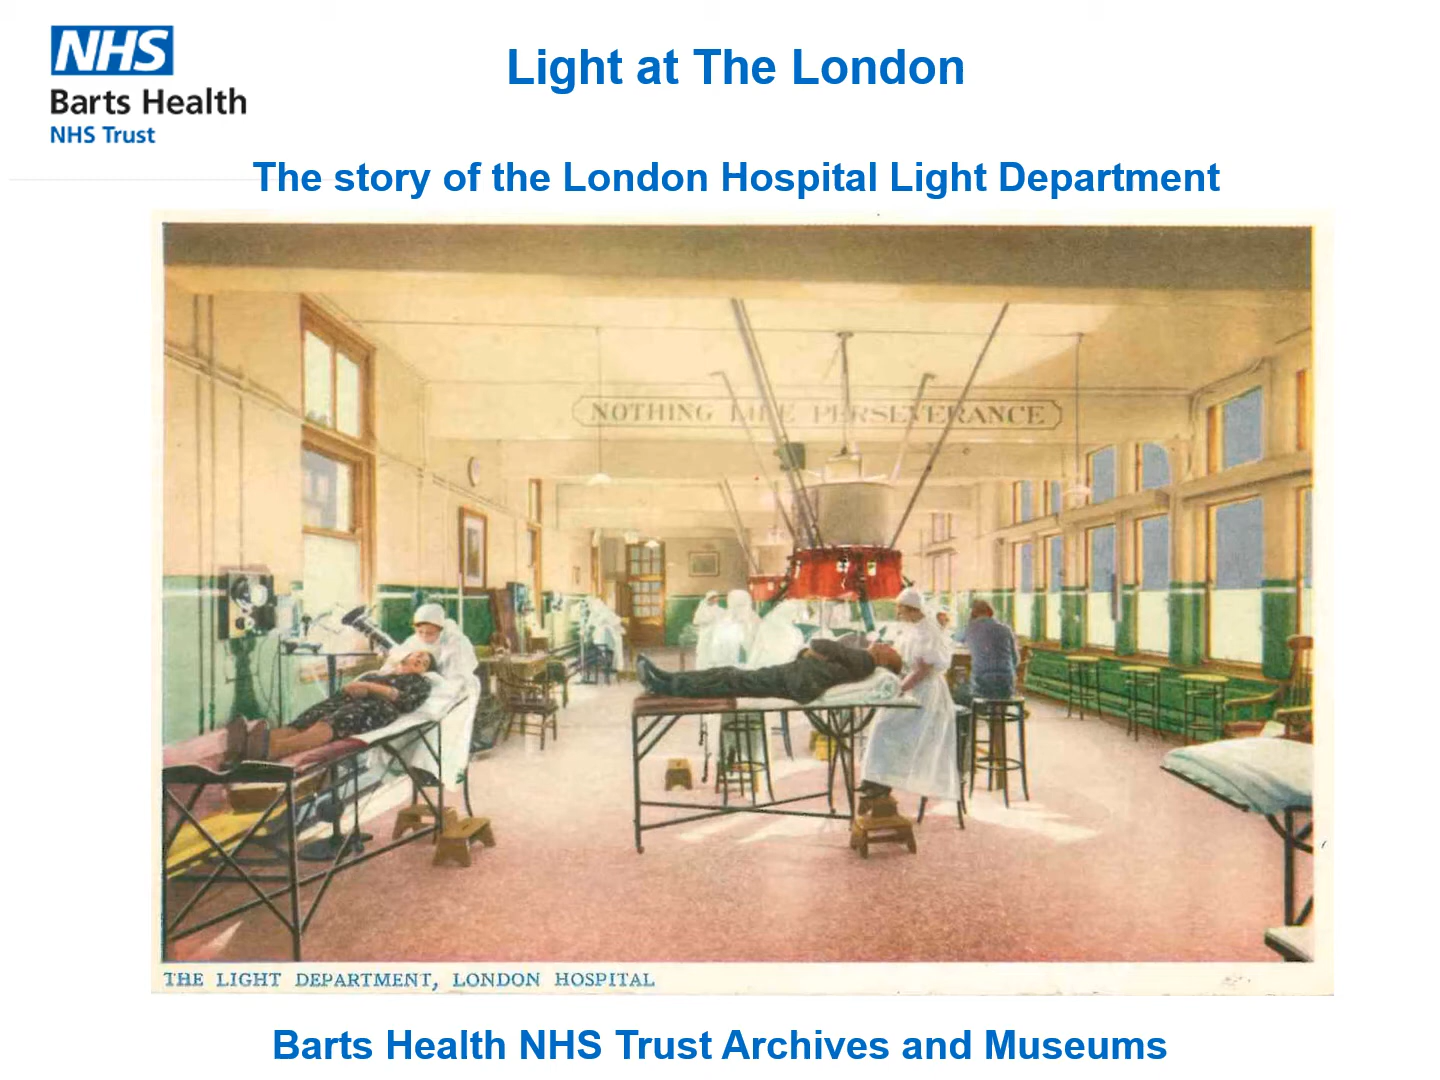 NHS
Barts Health
NHS Trust
Light at The London
The story of the London Hospital Light Department
NOTHING LIKE PERSEVERANCE
THE LIGHT DEPARTMENT, LONDON HOSPITAL
Barts Health NHS Trust Archives and Museums